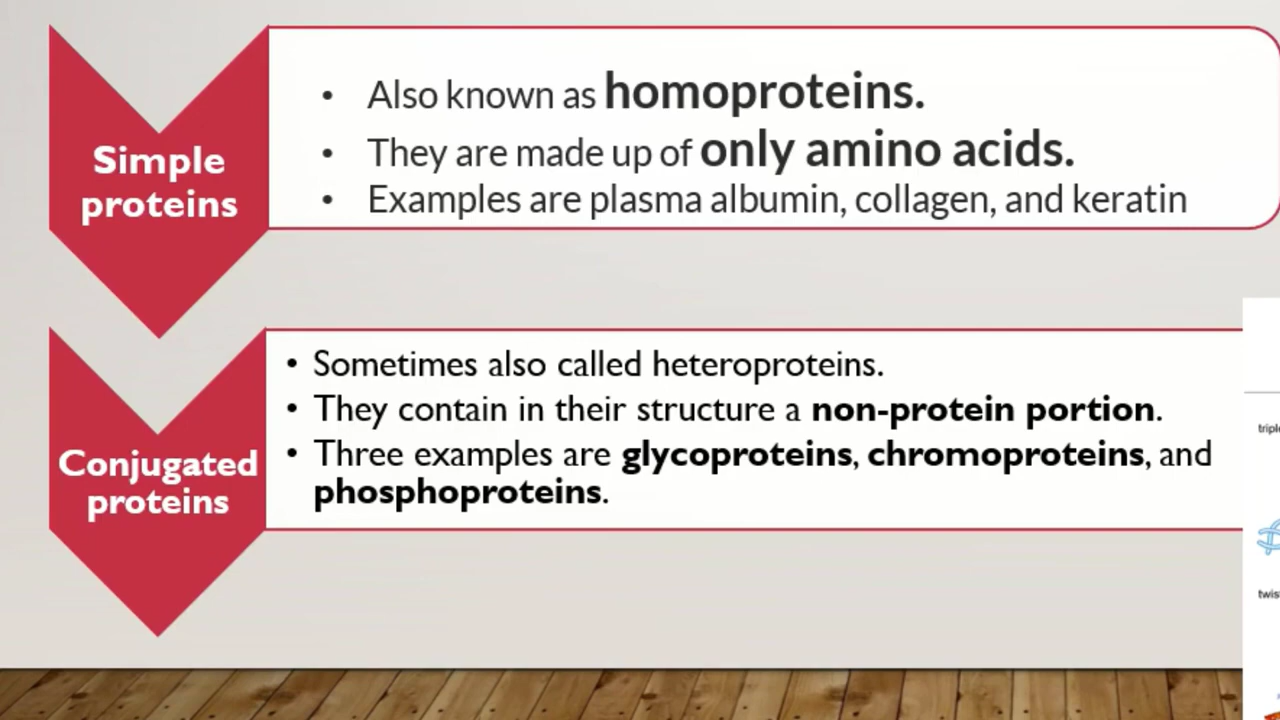 Simple
proteins
• Also known as homoproteins.
• They are made up of only amino acids.
• Examples are plasma albumin, collagen, and keratin
Conjugated
proteins
• Sometimes also called heteroproteins.
• They contain in their structure a non-protein portion.
• Three examples are glycoproteins, chromoproteins, and
phosphoproteins.